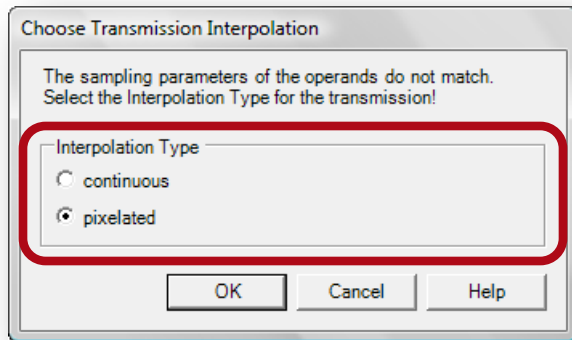 Choose Transmission Interpolation
The sampling parameters of the operands do not match.
Select the Interpolation Type for the transmission!
Interpolation Type
continuous
pixelated
OK Cancel Help